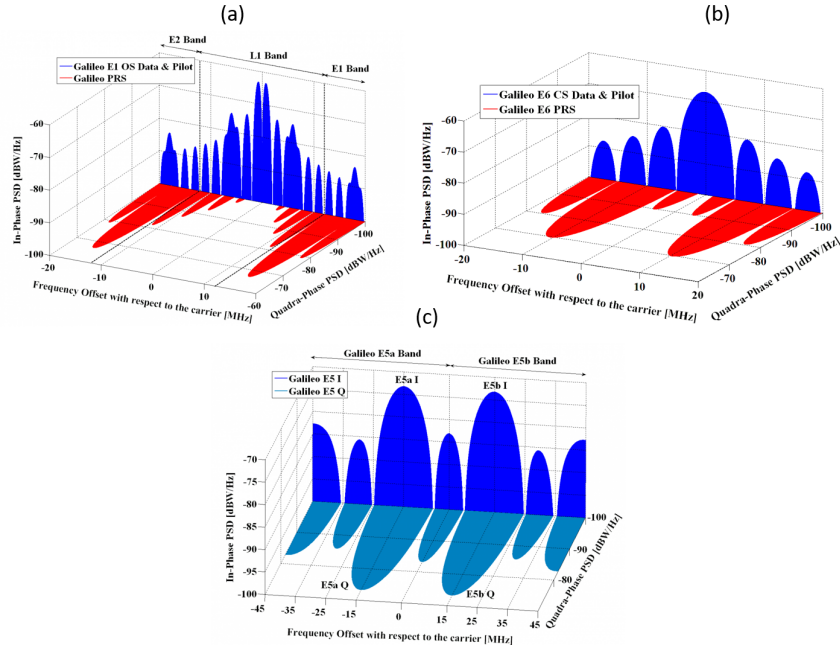 (a)
E2 Band
L1 Band
E1 Band
Galileo E1 OS Data & Pilot
Galileo PRS
In-Phase PSD [dBW/Hz]
-60
-70
-80
-90
-100
-20
-10
0
10
-60
-70
-80
-90
-100
Frequency Offset with respect to the carrier [MHz]
Quadra-Phase PSD [dBW/Hz]
(b)
Galileo E6 CS Data & Pilot
Galileo E6 PRS
In-Phase PSD [dBW/Hz]
-60
-70
-80
-90
-100
-20
-10
0
10
20
-70
-80
-90
-100
Frequency Offset with respect to the carrier [MHz]
Quadra-Phase PSD [dBW/Hz]
(c)
Galileo E5a Band
Galileo E5b Band
Galileo E5 I
Galileo E5 Q
E5a I
E5b I
E5a Q
E5b Q
In-Phase PSD [dBW/Hz]
-70
-75
-80
-85
-90
-95
-100
-45
-35
-25
-15
0
15
25
35
45
-80
-90
-100
Frequency Offset with respect to the carrier [MHz]
Quadra-Phase PSD [dBW/Hz]